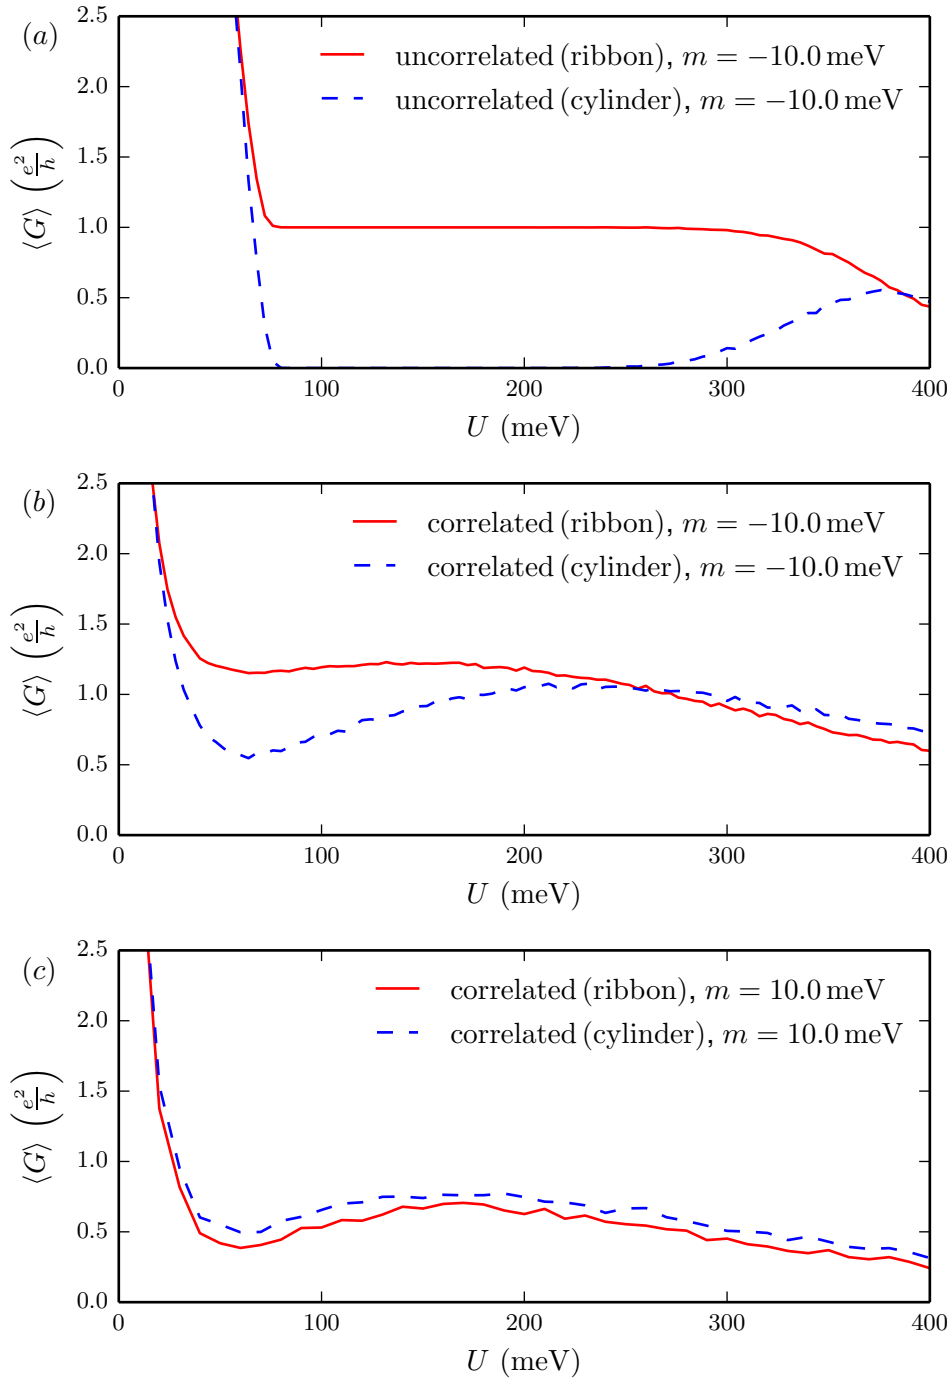 (a)
2.5
2.0
1.5
1.0
0.5
0.0
⟨G⟩ (e²/h)
uncorrelated (ribbon), m = −10.0 meV
uncorrelated (cylinder), m = −10.0 meV
0 100 200 300 400
U (meV)
(b)
2.5
2.0
1.5
1.0
0.5
0.0
⟨G⟩ (e²/h)
correlated (ribbon), m = −10.0 meV
correlated (cylinder), m = −10.0 meV
0 100 200 300 400
U (meV)
(c)
2.5
2.0
1.5
1.0
0.5
0.0
⟨G⟩ (e²/h)
correlated (ribbon), m = 10.0 meV
correlated (cylinder), m = 10.0 meV
0 100 200 300 400
U (meV)